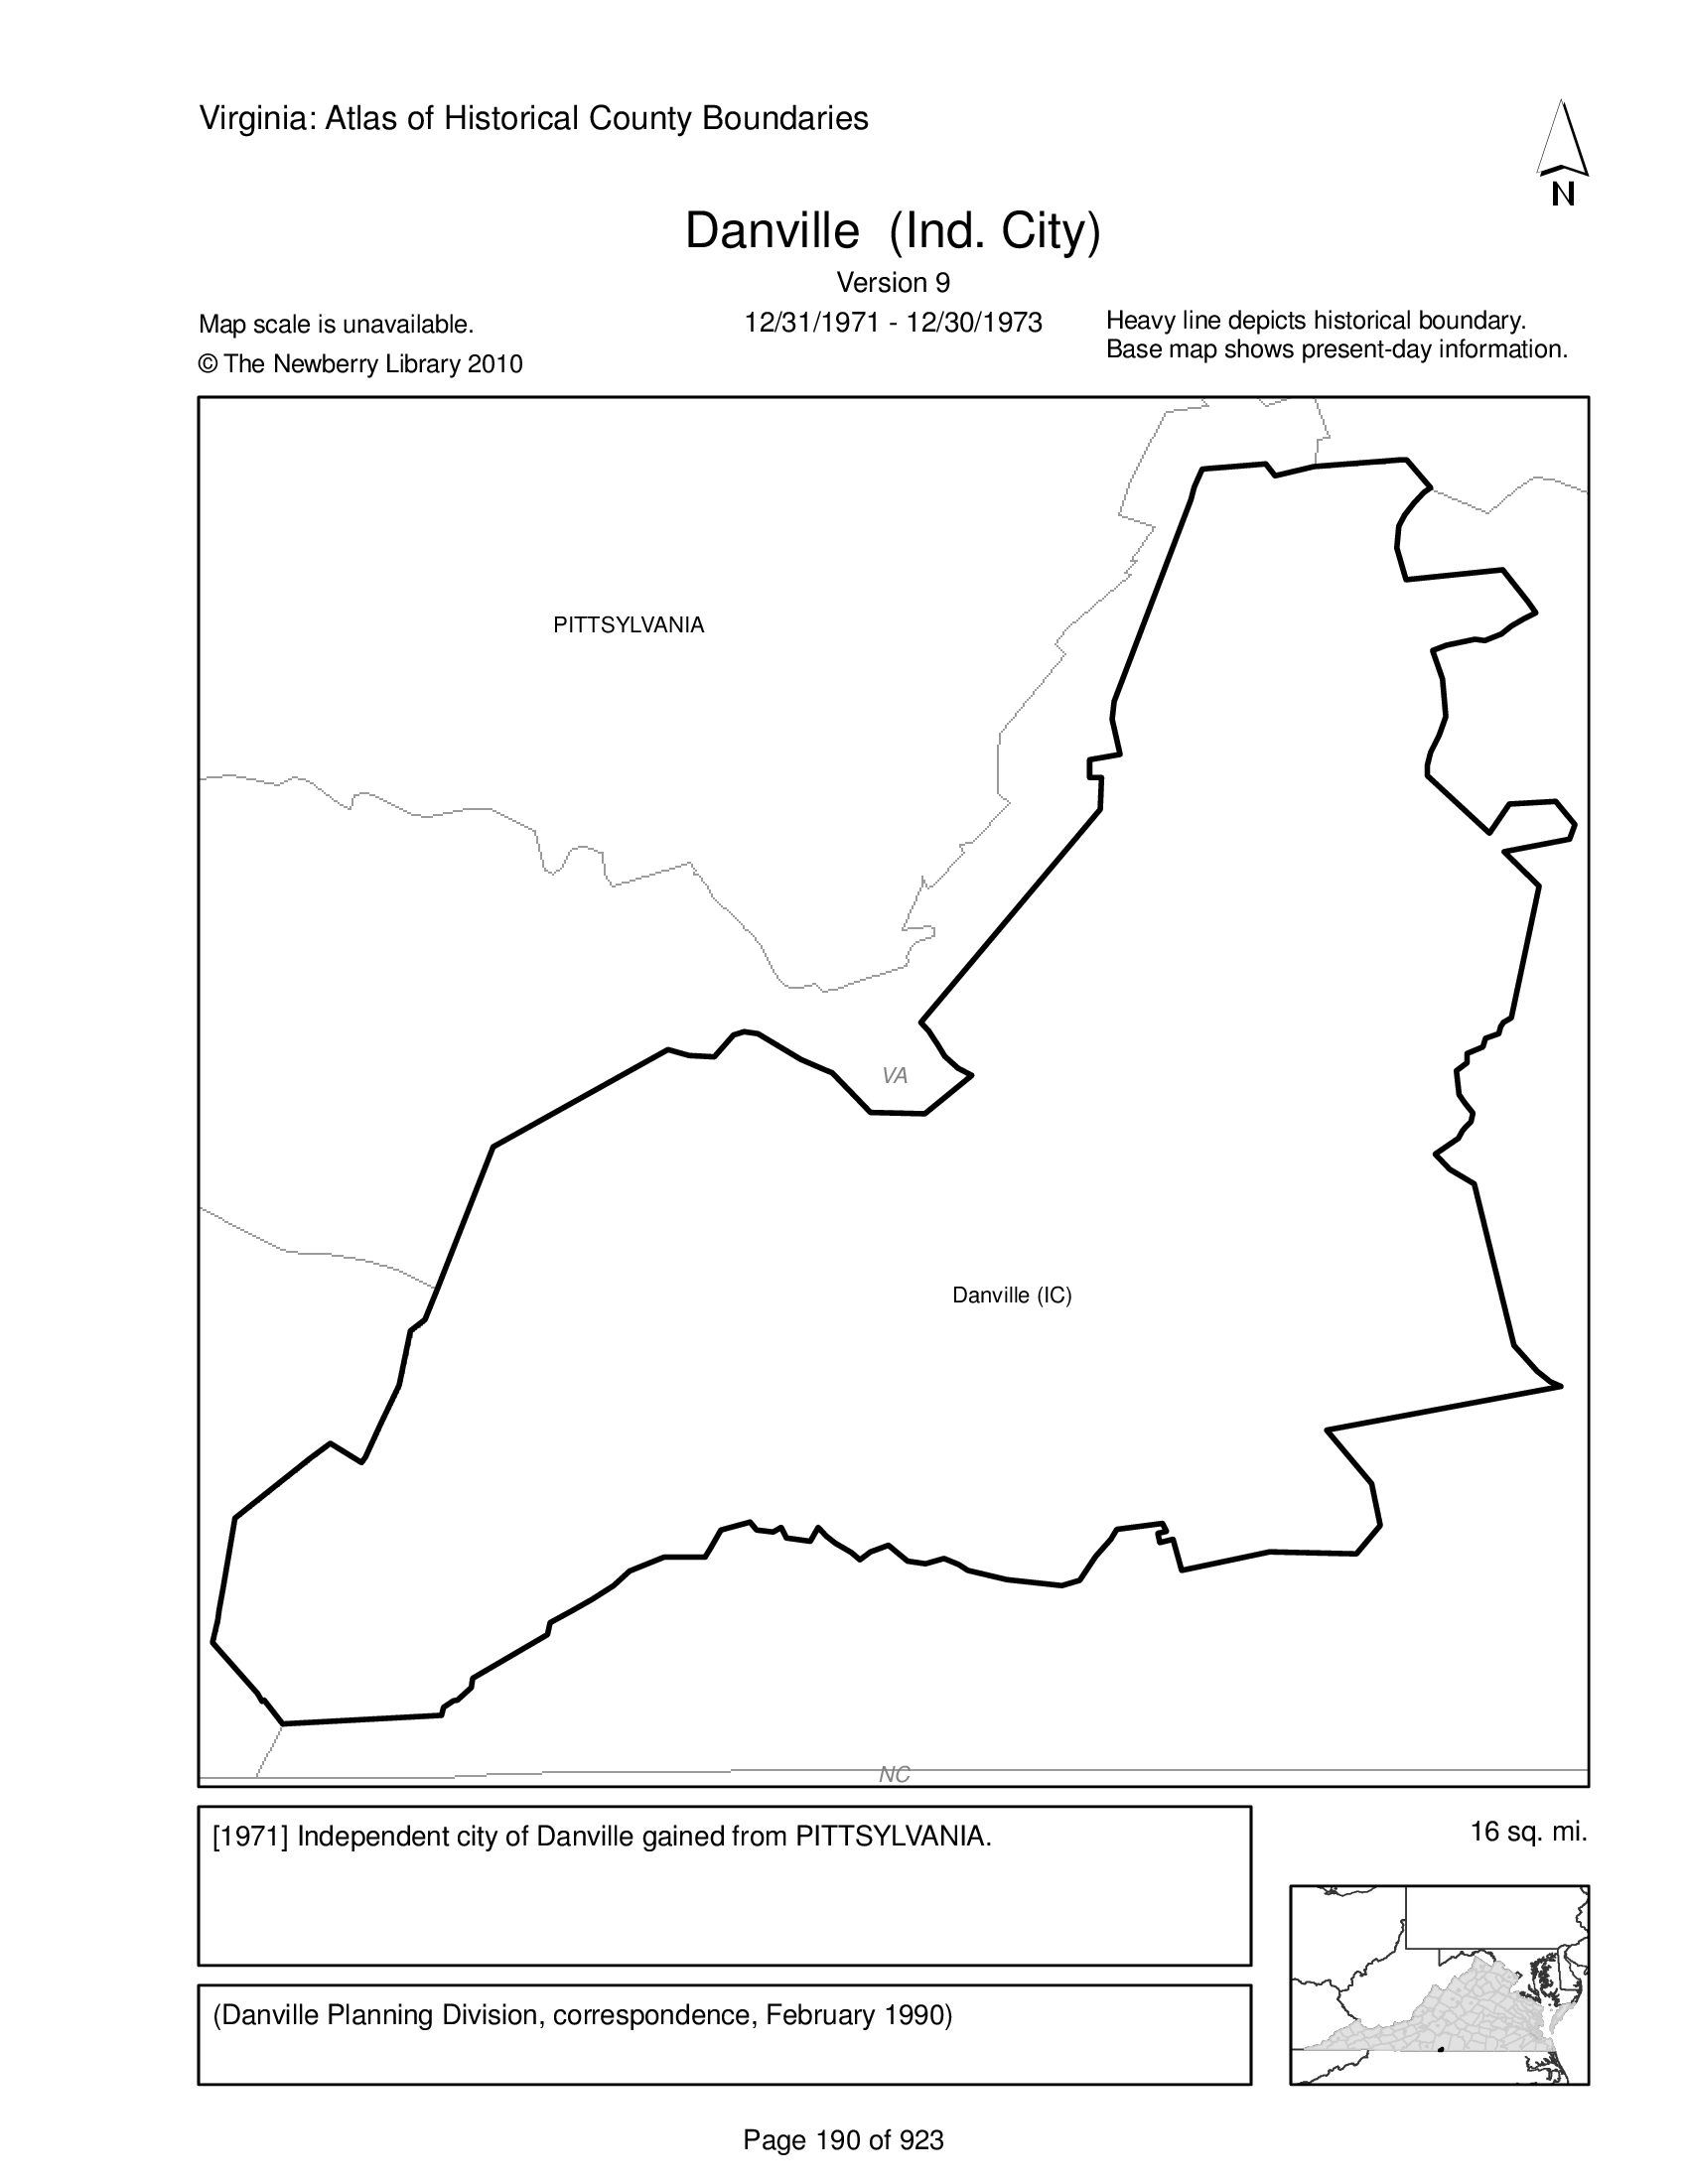 Virginia: Atlas of Historical County Boundaries
N
Danville (Ind. City)
Version 9
Map scale is unavailable.
12/31/1971 - 12/30/1973
Heavy line depicts historical boundary.
© The Newberry Library 2010
Base map shows present-day information.
PITTSYLVANIA
VA
Danville (IC)
NC
[1971] Independent city of Danville gained from PITTSYLVANIA.
16 sq. mi.
(Danville Planning Division, correspondence, February 1990)
Page 190 of 923